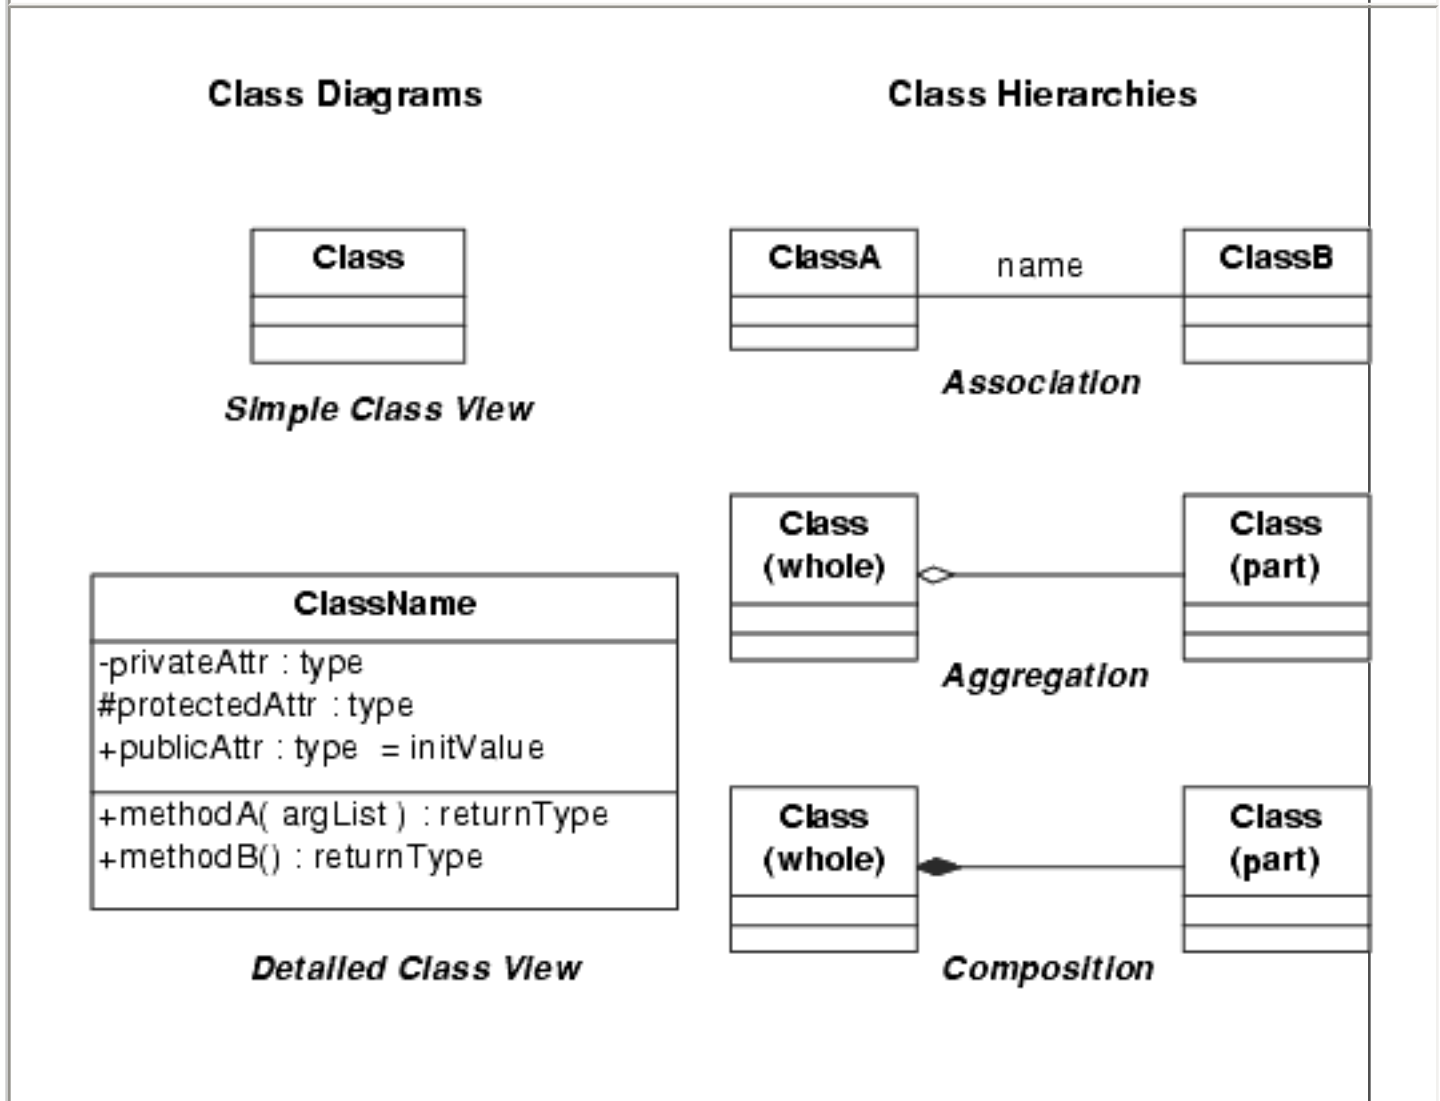 Class Diagrams
Class
Simple Class View
ClassName
-privateAttr : type
#protectedAttr : type
+publicAttr : type = initValue
+methodA( argList ) : returnType
+methodB() : returnType
Detailed Class View
Class Hierarchies
ClassA
name
ClassB
Association
Class
(whole)
Class
(part)
Aggregation
Class
(whole)
Class
(part)
Composition